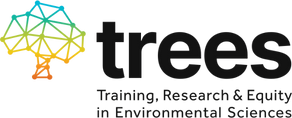 trees
Training, Research & Equity
in Environmental Sciences